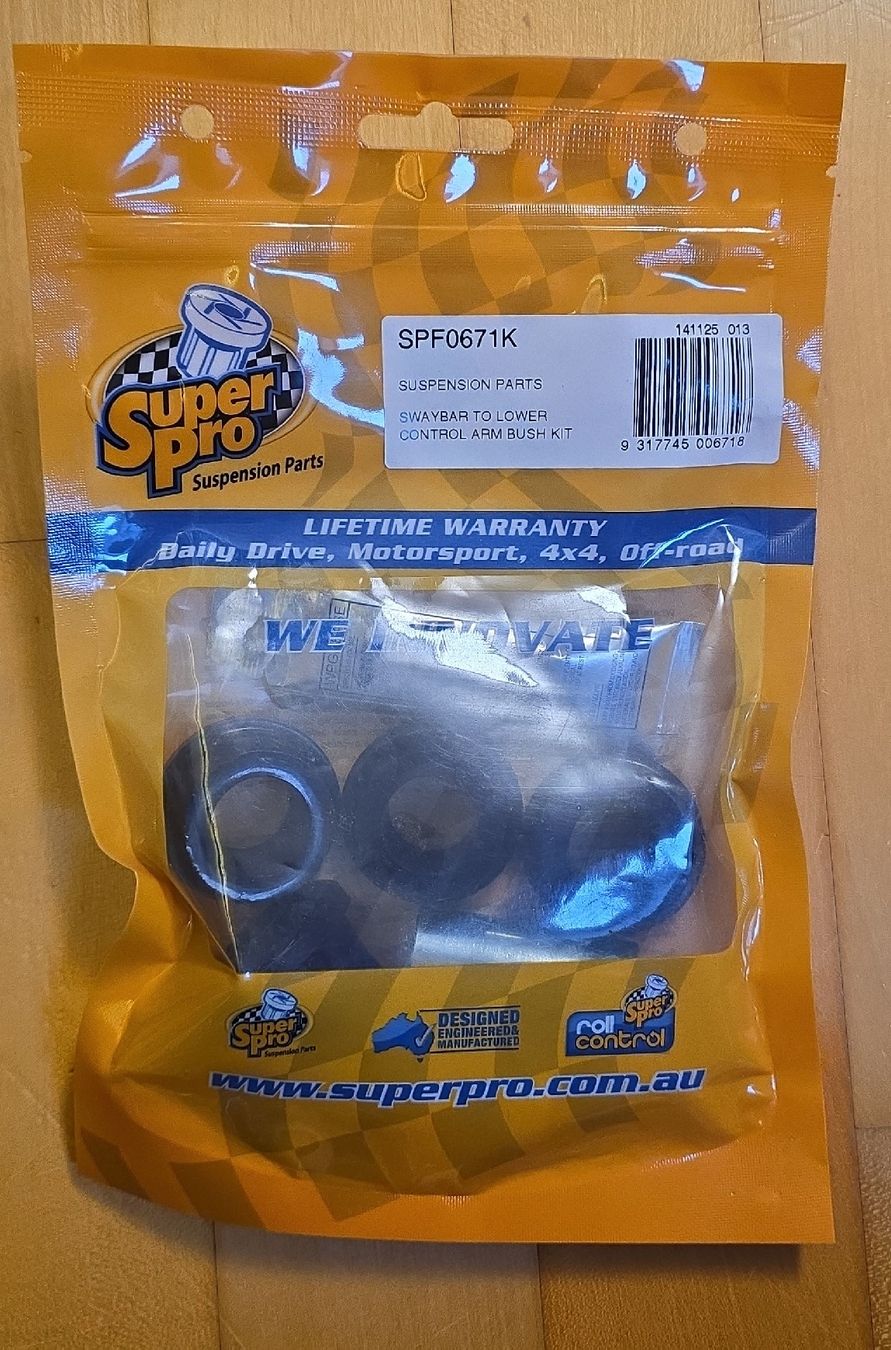 SPF0671K
141125 013
SUSPENSION PARTS
SWAYBAR TO LOWER
CONTROL ARM BUSH KIT
9 317745 006718
Super
Pro
Suspension Parts
LIFETIME WARRANTY
Daily Drive, Motorsport, 4x4, Off-road
WE INNOVATE
Super
Pro
Suspension Parts
DESIGNED
ENGINEERED&
MANUFACTURED
Super
Pro
roll
control
www.superpro.com.au